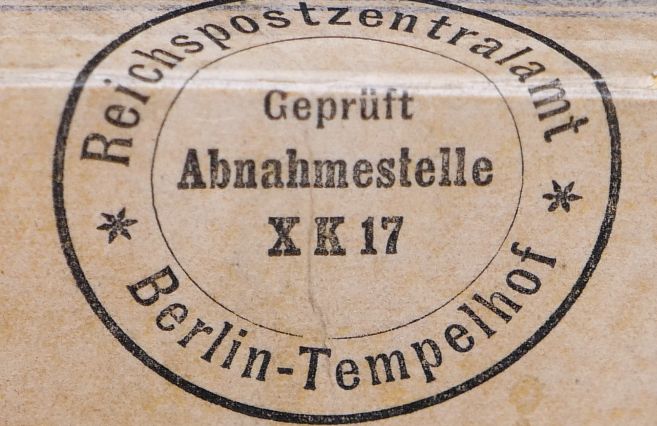 Reichspostzentralamt
Geprüft
Abnahmestelle
X K 17
Berlin-Tempelhof